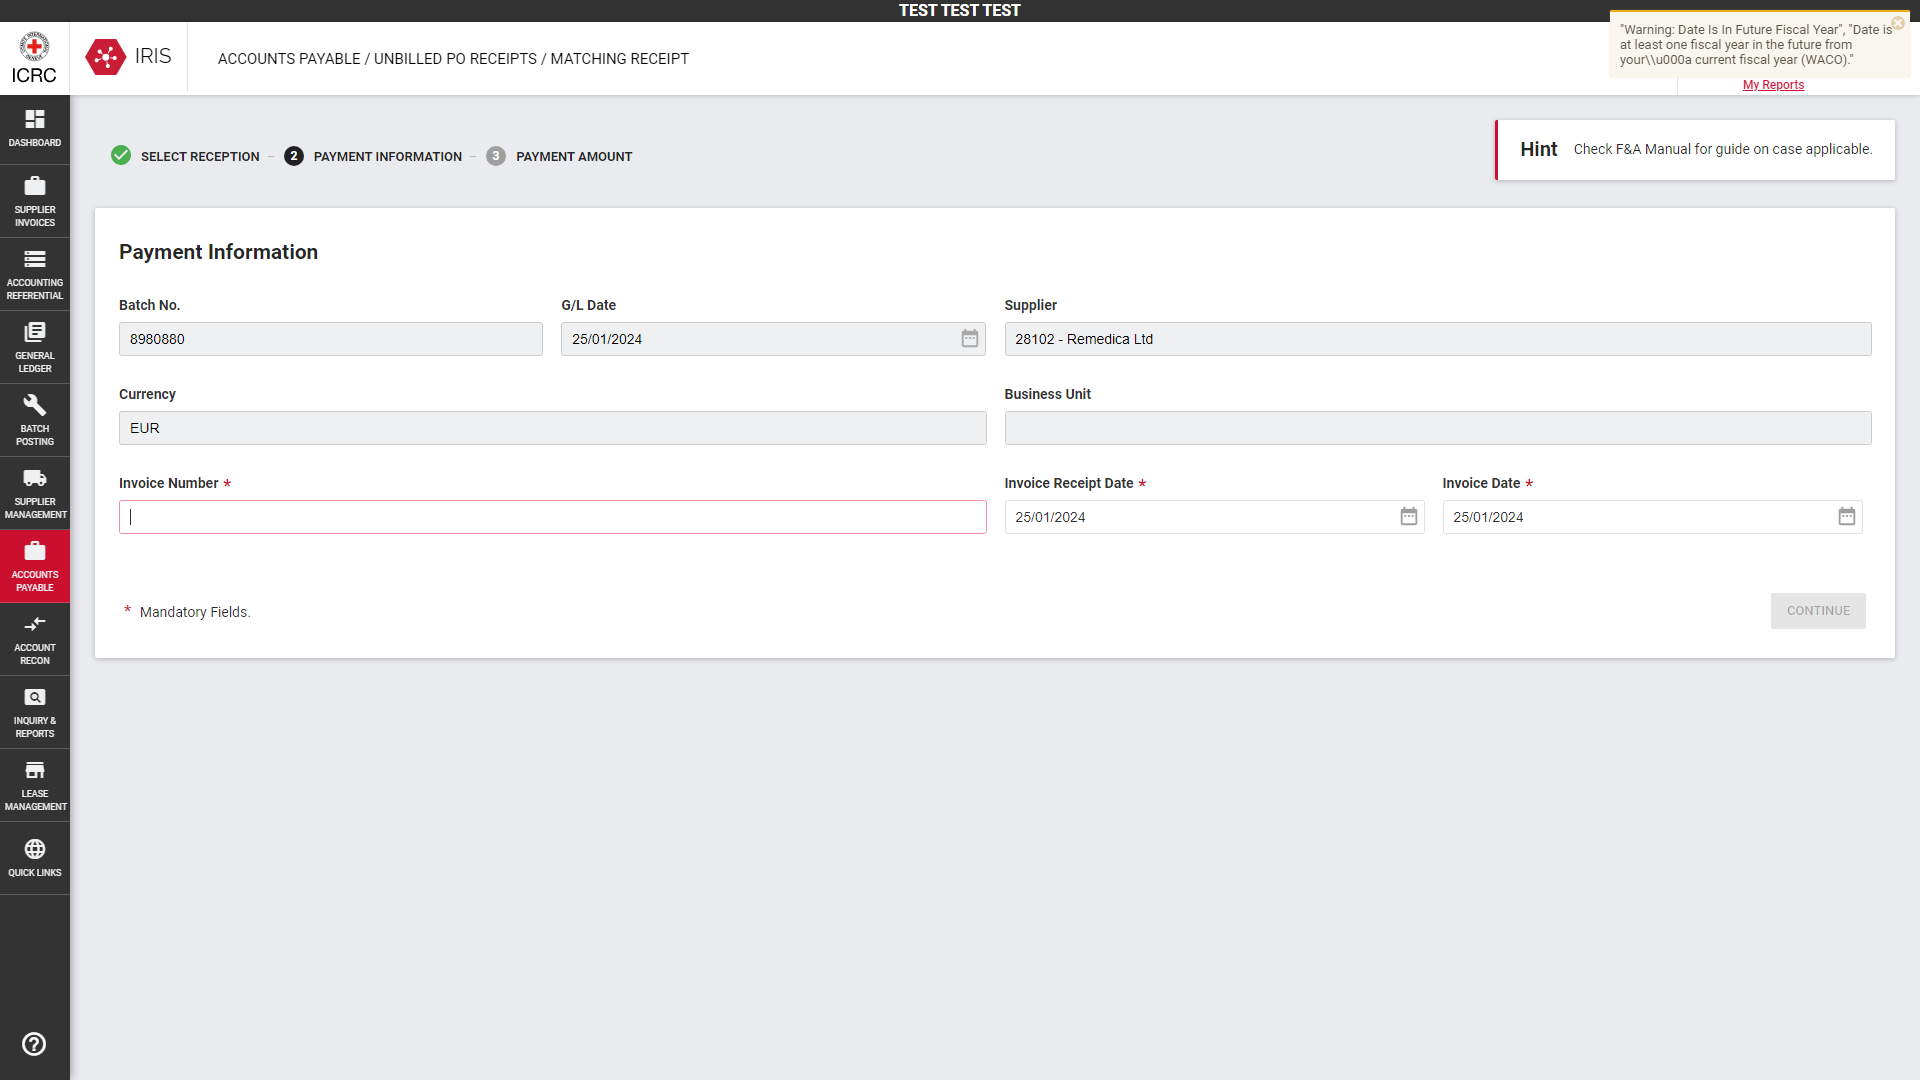 TEST TEST TEST
ICRC
IRIS
ACCOUNTS PAYABLE / UNBILLED PO RECEIPTS / MATCHING RECEIPT
"Warning: Date Is In Future Fiscal Year", "Date is
at least one fiscal year in the future from
your\\u000a current fiscal year (WACO)."
My Reports
DASHBOARD
SUPPLIER
INVOICES
ACCOUNTING
REFERENTIAL
GENERAL
LEDGER
BATCH
POSTING
SUPPLIER
MANAGEMENT
ACCOUNTS
PAYABLE
ACCOUNT
RECON
INQUIRY &
REPORTS
LEASE
MANAGEMENT
QUICK LINKS
SELECT RECEPTION
2 PAYMENT INFORMATION
3 PAYMENT AMOUNT
Hint Check F&A Manual for guide on case applicable.
Payment Information
Batch No. G/L Date Supplier
8980880 25/01/2024 28102 - Remedica Ltd
Currency Business Unit
EUR
Invoice Number * Invoice Receipt Date * Invoice Date *
25/01/2024 25/01/2024
* Mandatory Fields.
CONTINUE